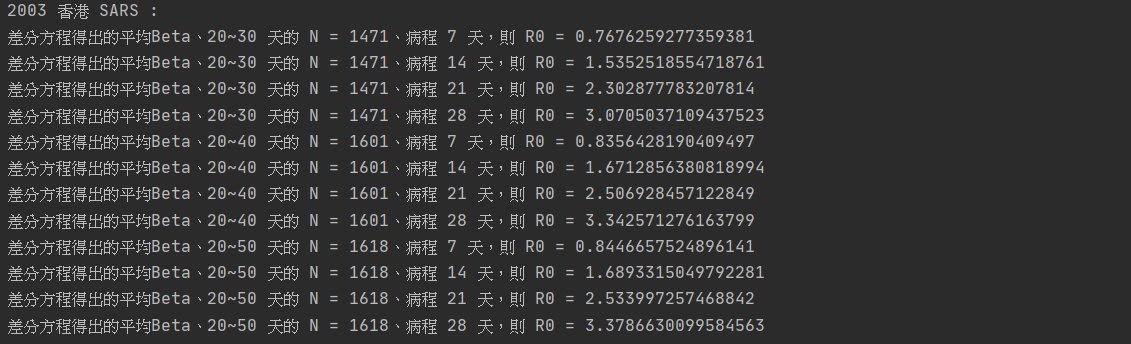 2003 香港 SARS :
差分方程得出的平均Beta、20~30 天的 N = 1471、病程 7 天，則 R0 = 0.7676259277359381
差分方程得出的平均Beta、20~30 天的 N = 1471、病程 14 天，則 R0 = 1.5352518554718761
差分方程得出的平均Beta、20~30 天的 N = 1471、病程 21 天，則 R0 = 2.302877783207814
差分方程得出的平均Beta、20~30 天的 N = 1471、病程 28 天，則 R0 = 3.0705037109437523
差分方程得出的平均Beta、20~40 天的 N = 1601、病程 7 天，則 R0 = 0.8356428190409497
差分方程得出的平均Beta、20~40 天的 N = 1601、病程 14 天，則 R0 = 1.6712856380818994
差分方程得出的平均Beta、20~40 天的 N = 1601、病程 21 天，則 R0 = 2.506928457122849
差分方程得出的平均Beta、20~40 天的 N = 1601、病程 28 天，則 R0 = 3.342571276163799
差分方程得出的平均Beta、20~50 天的 N = 1618、病程 7 天，則 R0 = 0.8446657524896141
差分方程得出的平均Beta、20~50 天的 N = 1618、病程 14 天，則 R0 = 1.6893315049792281
差分方程得出的平均Beta、20~50 天的 N = 1618、病程 21 天，則 R0 = 2.533997257468842
差分方程得出的平均Beta、20~50 天的 N = 1618、病程 28 天，則 R0 = 3.3786630099584563